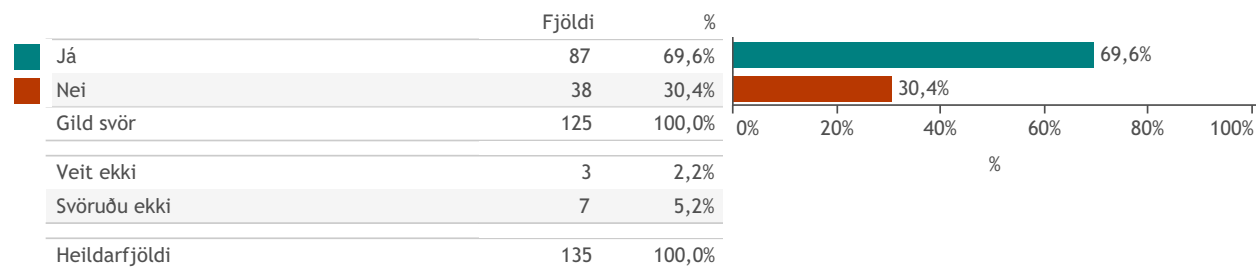 Fjöldi %
Já 87 69,6% 69,6%
Nei 38 30,4% 30,4%
Gild svör 125 100,0%
0% 20% 40% 60% 80% 100%
%
Veit ekki 3 2,2%
Svöruðu ekki 7 5,2%
Heildarfjöldi 135 100,0%